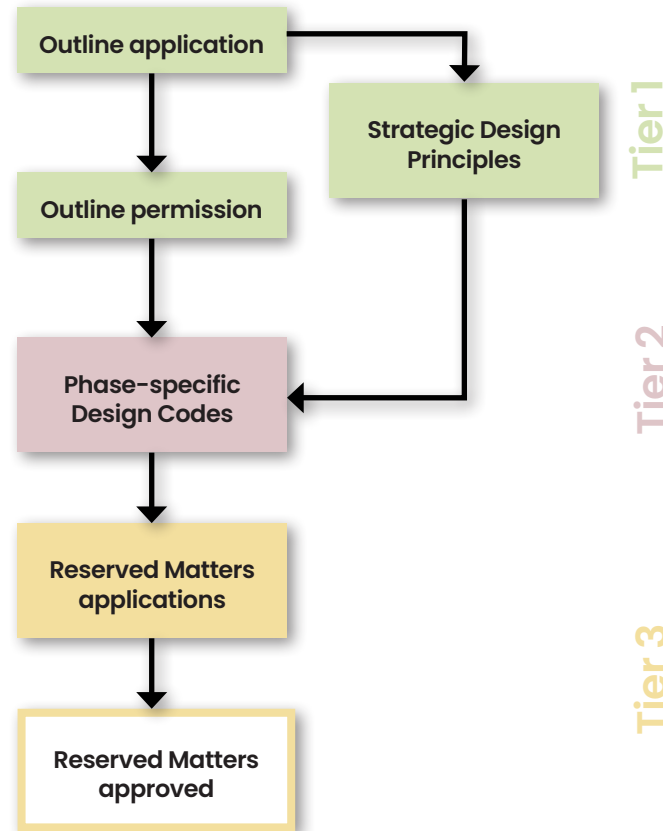 Outline application
Strategic Design
Principles
Tier 1
Outline permission
Phase-specific
Design Codes
Tier 2
Reserved Matters
applications
Tier 3
Reserved Matters
approved